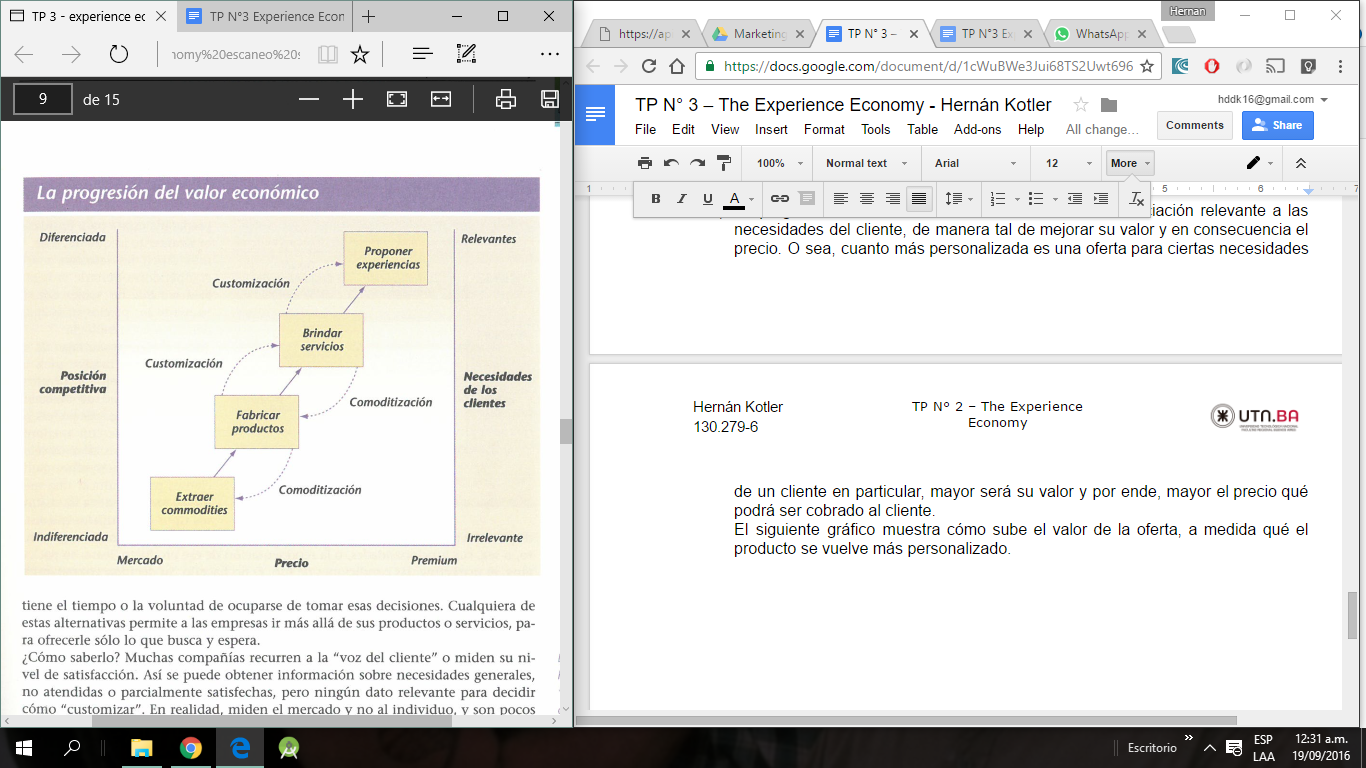 TP 3 - experience ec
TP N°3 Experience Econ
nomy%20escaneo%20s
9
de 15
La progresión del valor económico
Diferenciada
Relevantes
Proponer
experiencias
Customización
Brindar
servicios
Customización
Posición
competitiva
Necesidades
de los
clientes
Comoditización
Fabricar
productos
Comoditización
Extraer
commodities
Indiferenciada
Irrelevante
Mercado
Precio
Premium
tiene el tiempo o la voluntad de ocuparse de tomar esas decisiones. Cualquiera de
estas alternativas permite a las empresas ir más allá de sus productos o servicios, pa-
ra ofrecerle sólo lo que busca y espera.
¿Cómo saberlo? Muchas compañías recurren a la “voz del cliente” o miden su ni-
vel de satisfacción. Así se puede obtener información sobre necesidades generales,
no atendidas o parcialmente satisfechas, pero ningún dato relevante para decidir
cómo “customizar”. En realidad, miden el mercado y no al individuo, y son pocos
Hernan
https://ap
Marketing
TP N° 3 –
TP N°3 Ex
WhatsApp
https://docs.google.com/document/d/1cWuBWe3Jui68TS2Uwt696
TP N° 3 – The Experience Economy - Hernán Kotler
hddk16@gmail.com
File Edit View Insert Format Tools Table Add-ons Help All change...
Comments
Share
100%
Normal text
Arial
12
More
1
5
6
7
B I U A
ciación relevante a las
necesidades del cliente, de manera tal de mejorar su valor y en consecuencia el
precio. O sea, cuanto más personalizada es una oferta para ciertas necesidades
Hernán Kotler
130.279-6
TP Nº 2 – The Experience
Economy
UTN.BA
de un cliente en particular, mayor será su valor y por ende, mayor el precio qué
podrá ser cobrado al cliente.
El siguiente gráfico muestra cómo sube el valor de la oferta, a medida qué el
producto se vuelve más personalizado.
Escritorio
ESP
LAA
12:31 a.m.
19/09/2016